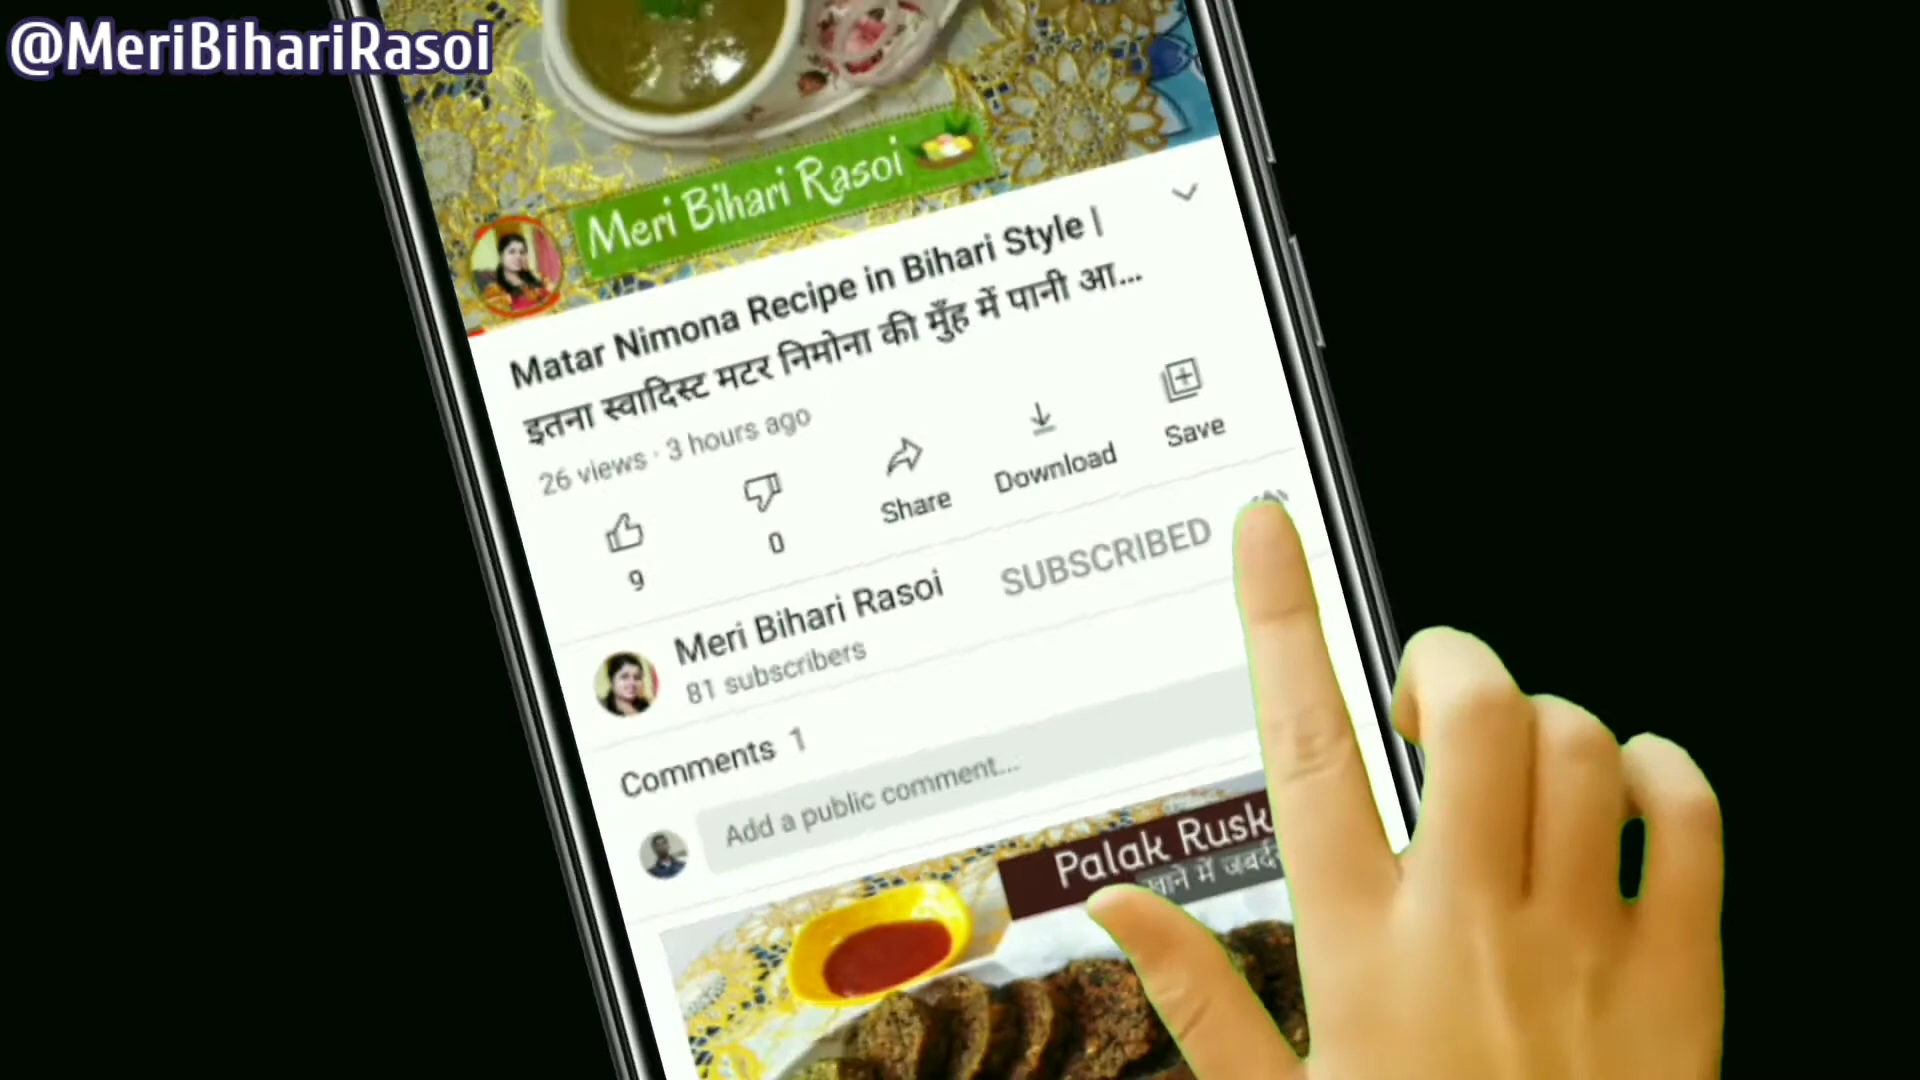 @MeriBihariRasoi
Meri Bihari Rasoi
Matar Nimona Recipe in Bihari Style |
इतना स्वादिस्ट मटर निमोना की मुँह में पानी आ...
26 views · 3 hours ago
9
0
Share
Download
Save
Meri Bihari Rasoi
SUBSCRIBED
81 subscribers
Comments 1
Add a public comment...
Palak Rusk
खाने में